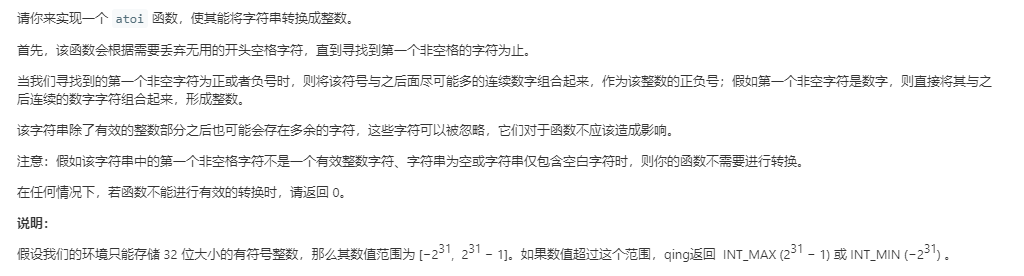 请你来实现一个 atoi 函数，使其能将字符串转换成整数。
首先，该函数会根据需要丢弃无用的开头空格字符，直到寻找到第一个非空格的字符为止。
当我们寻找到的第一个非空字符为正或者负号时，则将该符号与之后面尽可能多的连续数字组合起来，作为该整数的正负号；假如第一个非空字符是数字，则直接将其与之
后连续的数字字符组合起来，形成整数。
该字符串除了有效的整数部分之后也可能会存在多余的字符，这些字符可以被忽略，它们对于函数不应该造成影响。
注意：假如该字符串中的第一个非空格字符不是一个有效整数字符、字符串为空或字符串仅包含空白字符时，则你的函数不需要进行转换。
在任何情况下，若函数不能进行有效的转换时，请返回 0。
说明：
假设我们的环境只能存储 32 位大小的有符号整数，那么其数值范围为 [−2³¹, 2³¹ − 1]。如果数值超过这个范围，qing返回 INT_MAX (2³¹ − 1) 或 INT_MIN (−2³¹) 。